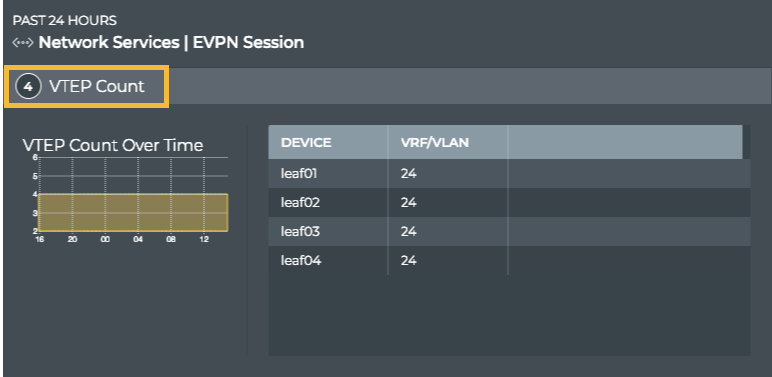 PAST 24 HOURS
Network Services | EVPN Session
4 VTEP Count
VTEP Count Over Time
6
5
4
3
2
16 20 00 04 08 12
DEVICE VRF/VLAN
leaf01 24
leaf02 24
leaf03 24
leaf04 24